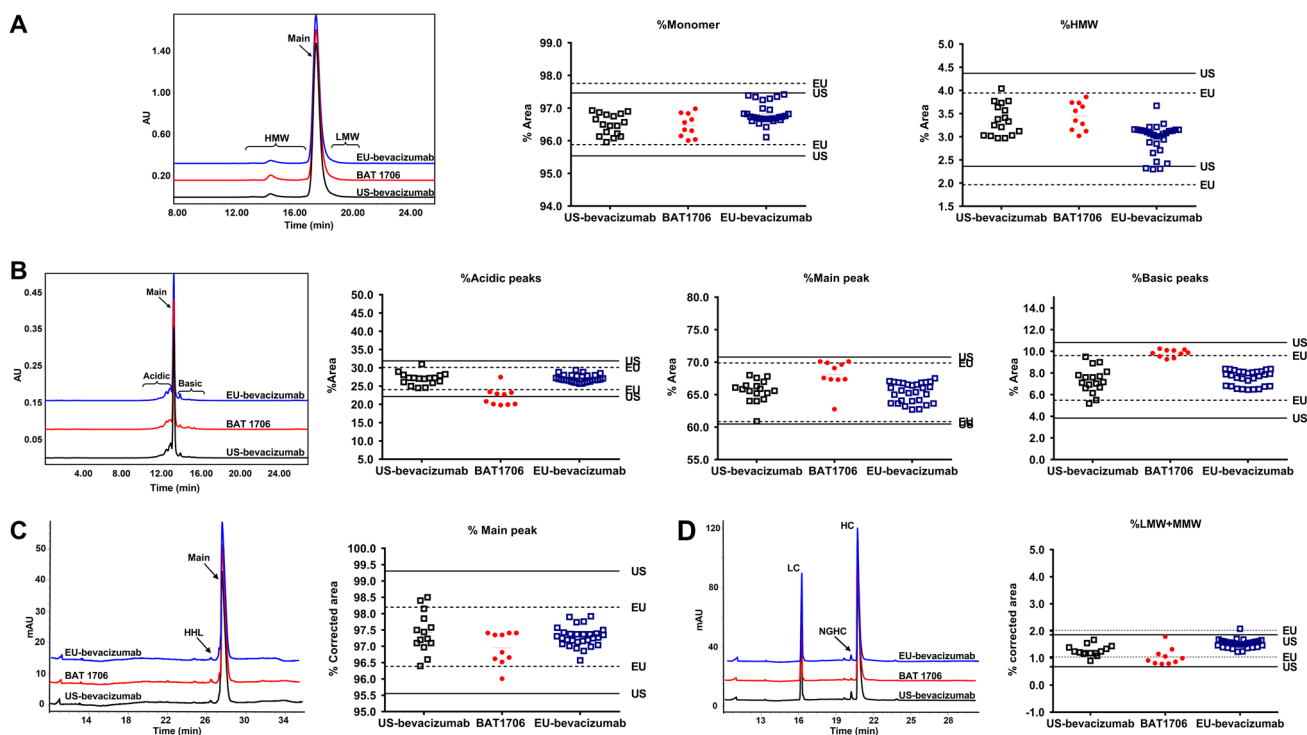 A
1.40
1.00
0.60
0.20
AU
Main
HMW
LMW
EU-bevacizumab
BAT 1706
US-bevacizumab
8.00 12.00 16.00 20.00 24.00
Time (min)
%Monomer
99.0
98.0
97.0
96.0
95.0
94.0
% Area
EU
US
EU
US
US-bevacizumab BAT1706 EU-bevacizumab
%HMW
5.0
4.5
4.0
3.5
3.0
2.5
2.0
1.5
% Area
US
EU
US
EU
US-bevacizumab BAT1706 EU-bevacizumab
B
0.45
0.35
0.25
0.15
0.05
AU
Main
Acidic
Basic
EU-bevacizumab
BAT 1706
US-bevacizumab
4.00 8.00 12.00 16.00 20.00 24.00
Time (min)
%Acidic peaks
50.0
45.0
40.0
35.0
30.0
25.0
20.0
15.0
10.0
5.0
0.0
%Area
US
EU
EU
US
US-bevacizumab BAT1706 EU-bevacizumab
%Main peak
80.0
75.0
70.0
65.0
60.0
55.0
% Area
US
EU
EU
US
US-bevacizumab BAT1706 EU-bevacizumab
%Basic peaks
14.0
12.0
10.0
8.0
6.0
4.0
2.0
0.0
% Area
US
EU
EU
US
US-bevacizumab BAT1706 EU-bevacizumab
C
50
30
10
0
mAU
Main
HHL
EU-bevacizumab
BAT 1706
US-bevacizumab
14 18 22 26 30 34
Time (min)
% Main peak
100.0
99.5
99.0
98.5
98.0
97.5
97.0
96.5
96.0
95.5
95.0
% Corrected area
US
EU
EU
US
US-bevacizumab BAT1706 EU-bevacizumab
D
120
80
40
0
mAU
LC
HC
NGHC
EU-bevacizumab
BAT 1706
US-bevacizumab
13 16 19 22 25 28
Time (min)
%LMW+MMW
5.0
4.0
3.0
2.0
1.0
0.0
-1.0
% corrected area
EU
US
EU
US
US-bevacizumab BAT1706 EU-bevacizumab